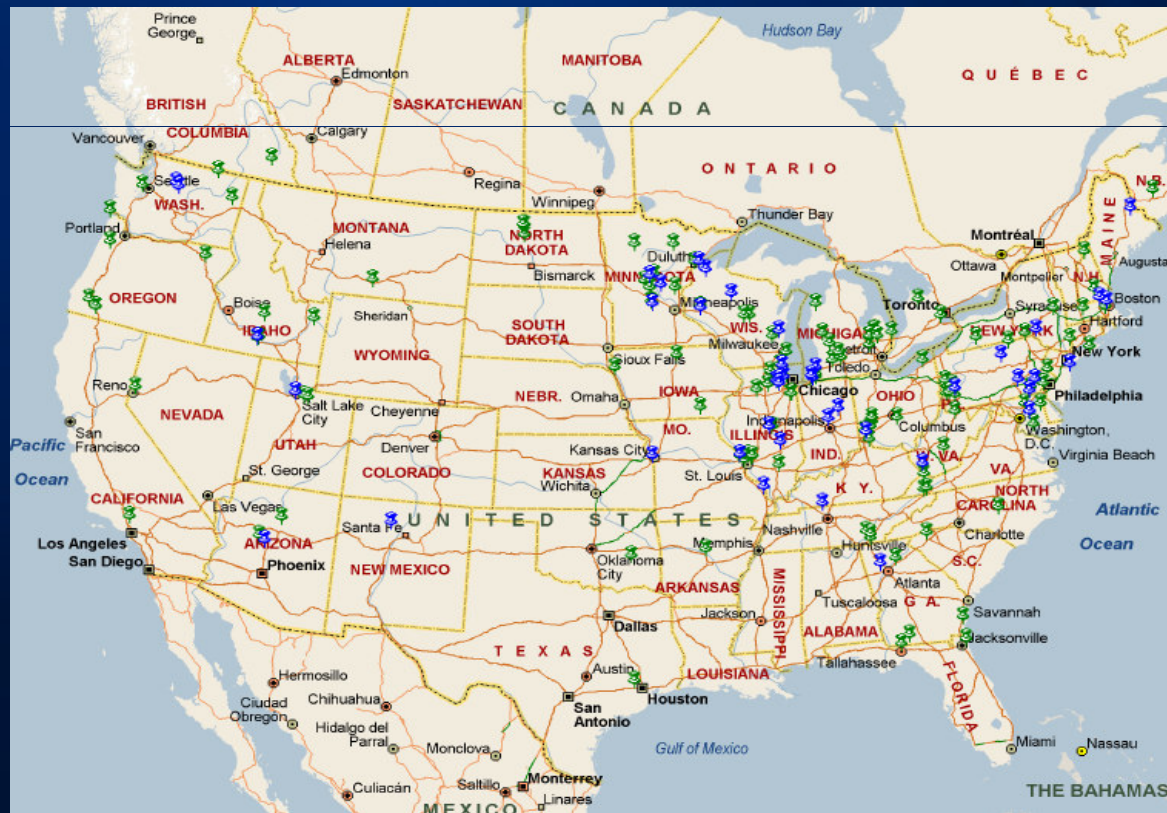 Prince
George
Hudson Bay
ALBERTA
MANITOBA
Edmonton
QUÉBEC
BRITISH
SASKATCHEWAN
CANADA
COLUMBIA
Vancouver
Calgary
ONTARIO
Regina
Winnipeg
N.B.
Seattle
WASH.
MAINE
Thunder Bay
Portland
MONTANA
Helena
NORTH
DAKOTA
Montréal
Ottawa
Augusta
Duluth
Bismarck
MINNESOTA
Montpelier
N.H.
OREGON
Boise
Minneapolis
Toronto
Syracuse
Boston
Sheridan
IDAHO
SOUTH
DAKOTA
WIS.
MICHIGA
Hartford
NEW YORK
Milwaukee
Detroit
WYOMING
Sioux Falls
New York
Toledo
Reno
IOWA
Chicago
NEBR.
Omaha
OHIO
Philadelphia
Salt Lake
City
Cheyenne
NEVADA
Indianapolis
Columbus
San
Francisco
MO.
ILLINOIS
Washington,
D.C.
Denver
UTAH
Pacific
Ocean
Kansas City
IND.
W.VA.
Virginia Beach
St. George
COLORADO
KANSAS
St. Louis
VA.
Wichita
KY.
CALIFORNIA
Las Vegas
NORTH
CAROLINA
Atlantic
Ocean
Santa Fe
UNITED STATES
Nashville
Charlotte
Los Angeles
ARIZONA
Memphis
Huntsville
San Diego
Phoenix
NEW MEXICO
Oklahoma
City
S.C.
Atlanta
ARKANSAS
MISSISSIPPI
Tuscaloosa
GA.
Jackson
Savannah
Dallas
ALABAMA
Jacksonville
TEXAS
Tallahassee
Austin
LOUISIANA
FLORIDA
Hermosillo
Houston
Chihuahua
San
Antonio
Ciudad
Obregón
Hidalgo del
Parral
Monclova
Gulf of Mexico
Miami
Nassau
Monterrey
Culiacán
Saltillo
Linares
THE BAHAMAS
MEXICO